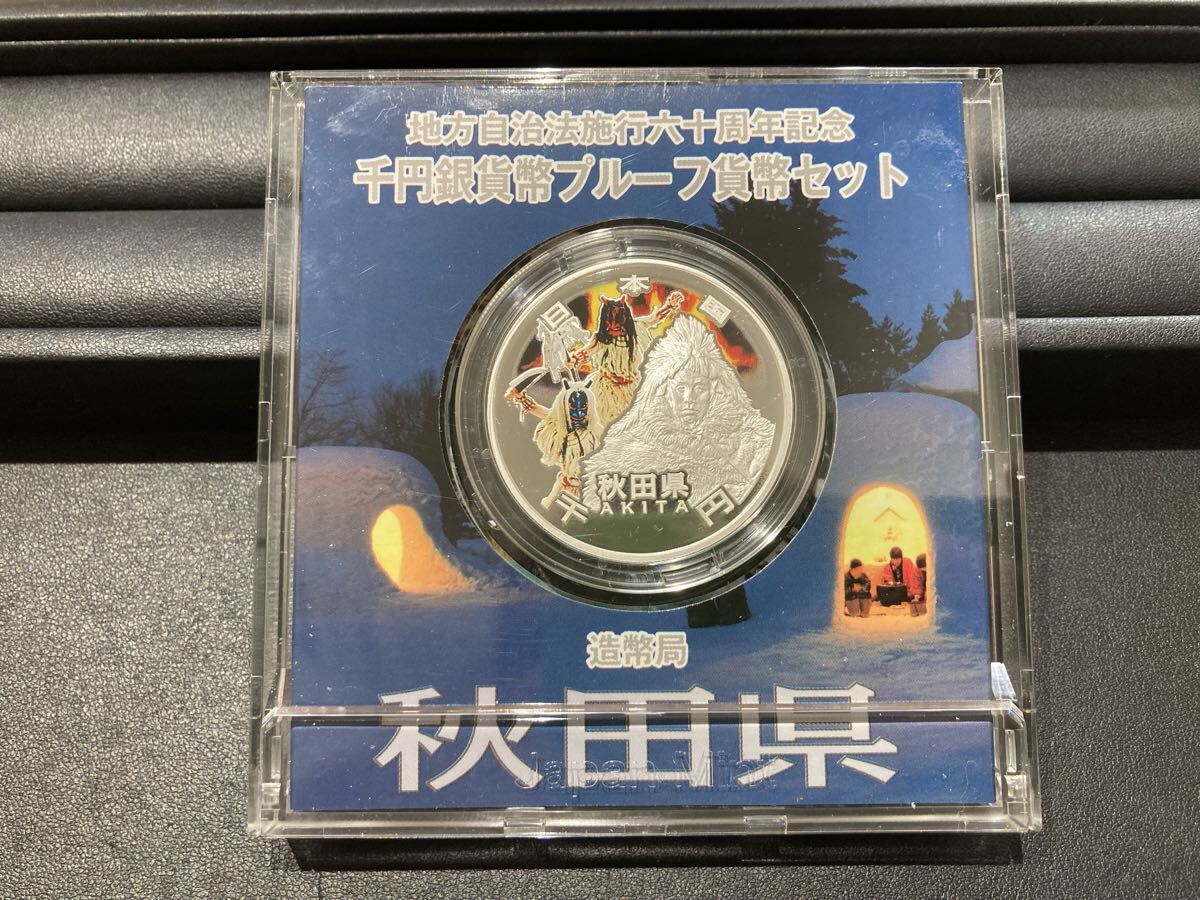 地方自治法施行六十周年記念
千円銀貨幣プルーフ貨幣セット
日本国
秋田県
AKITA
千円
造幣局
秋田県
Japan Mint